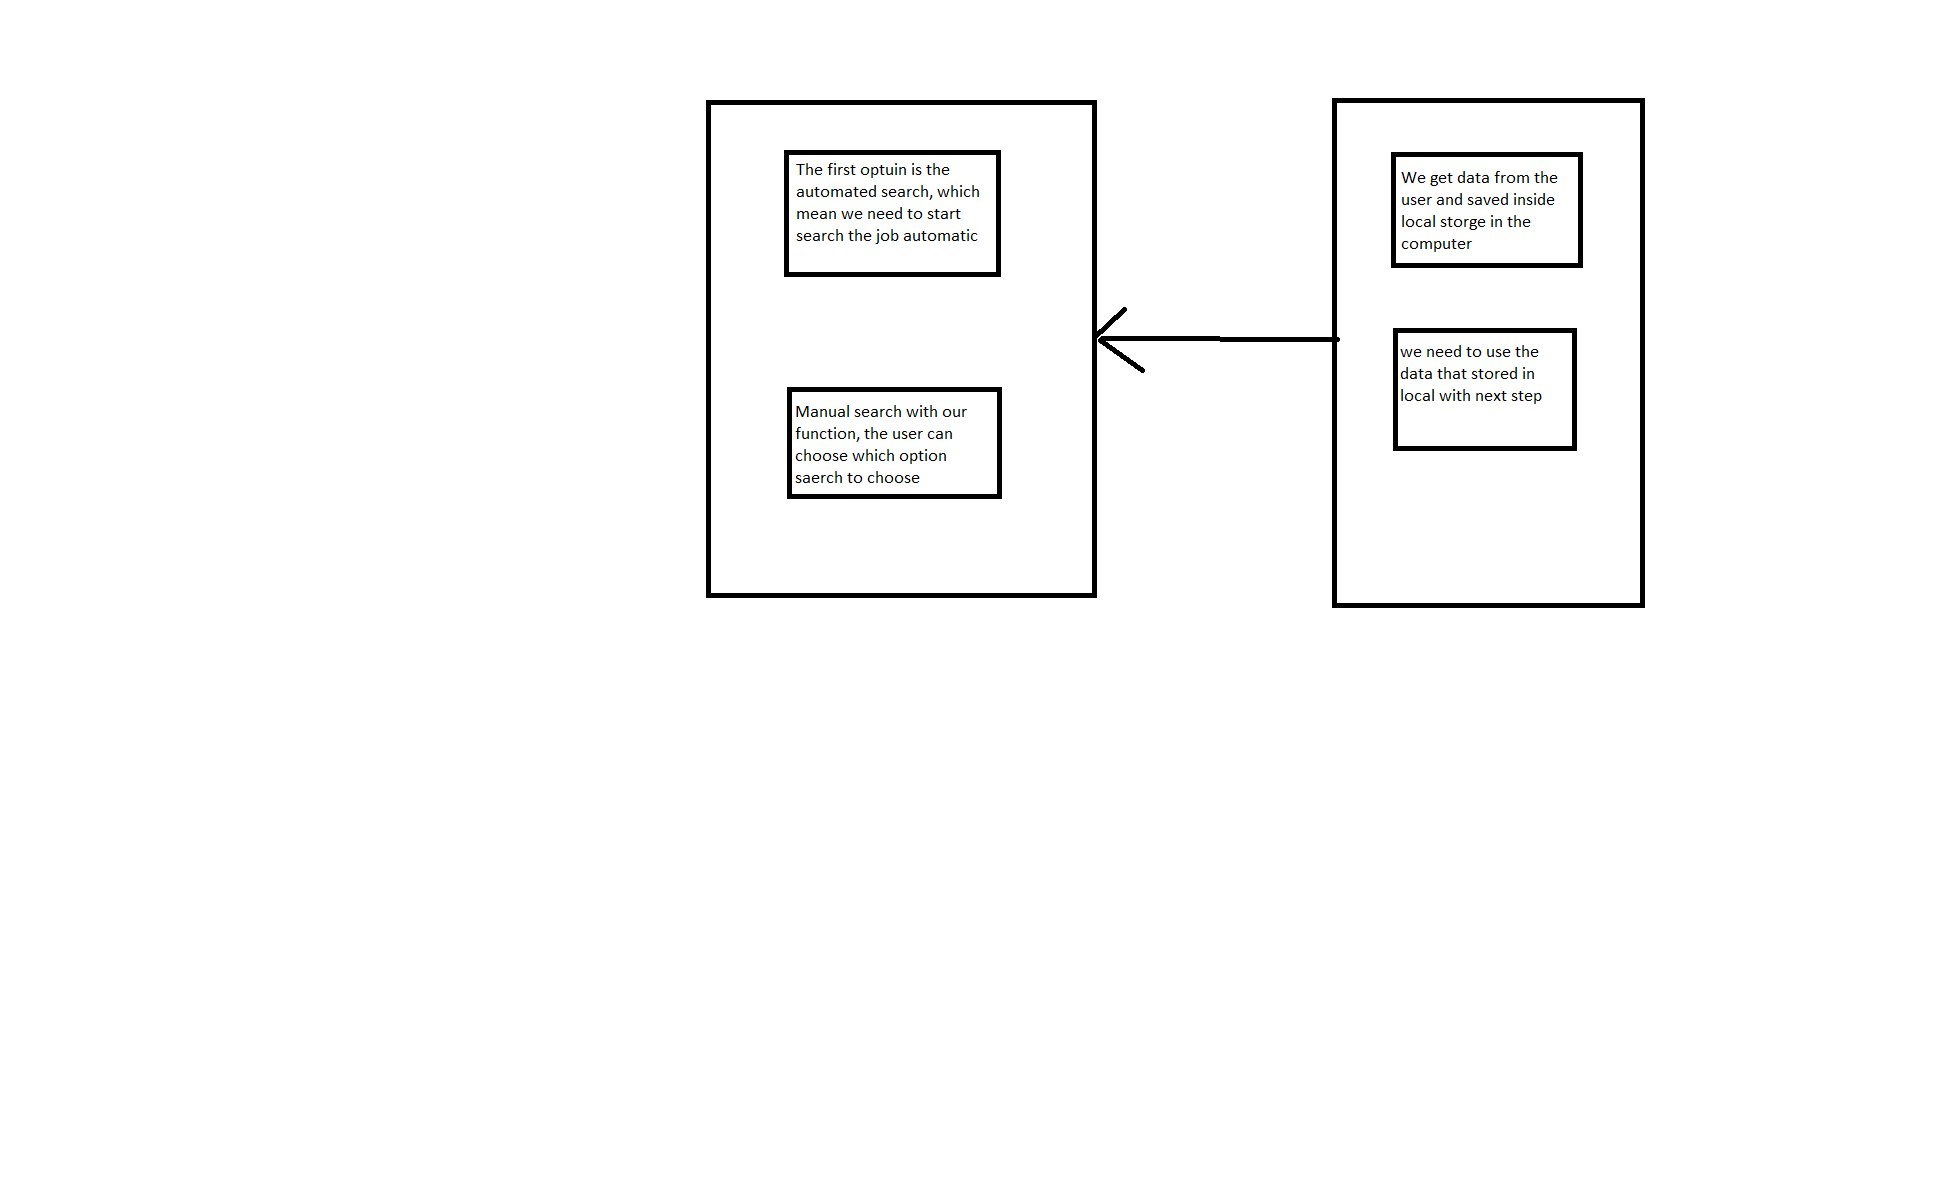 The first optuin is the
automated search, which
mean we need to start
search the job automatic
Manual search with our
function, the user can
choose which option
saerch to choose
We get data from the
user and saved inside
local storge in the
computer
we need to use the
data that stored in
local with next step